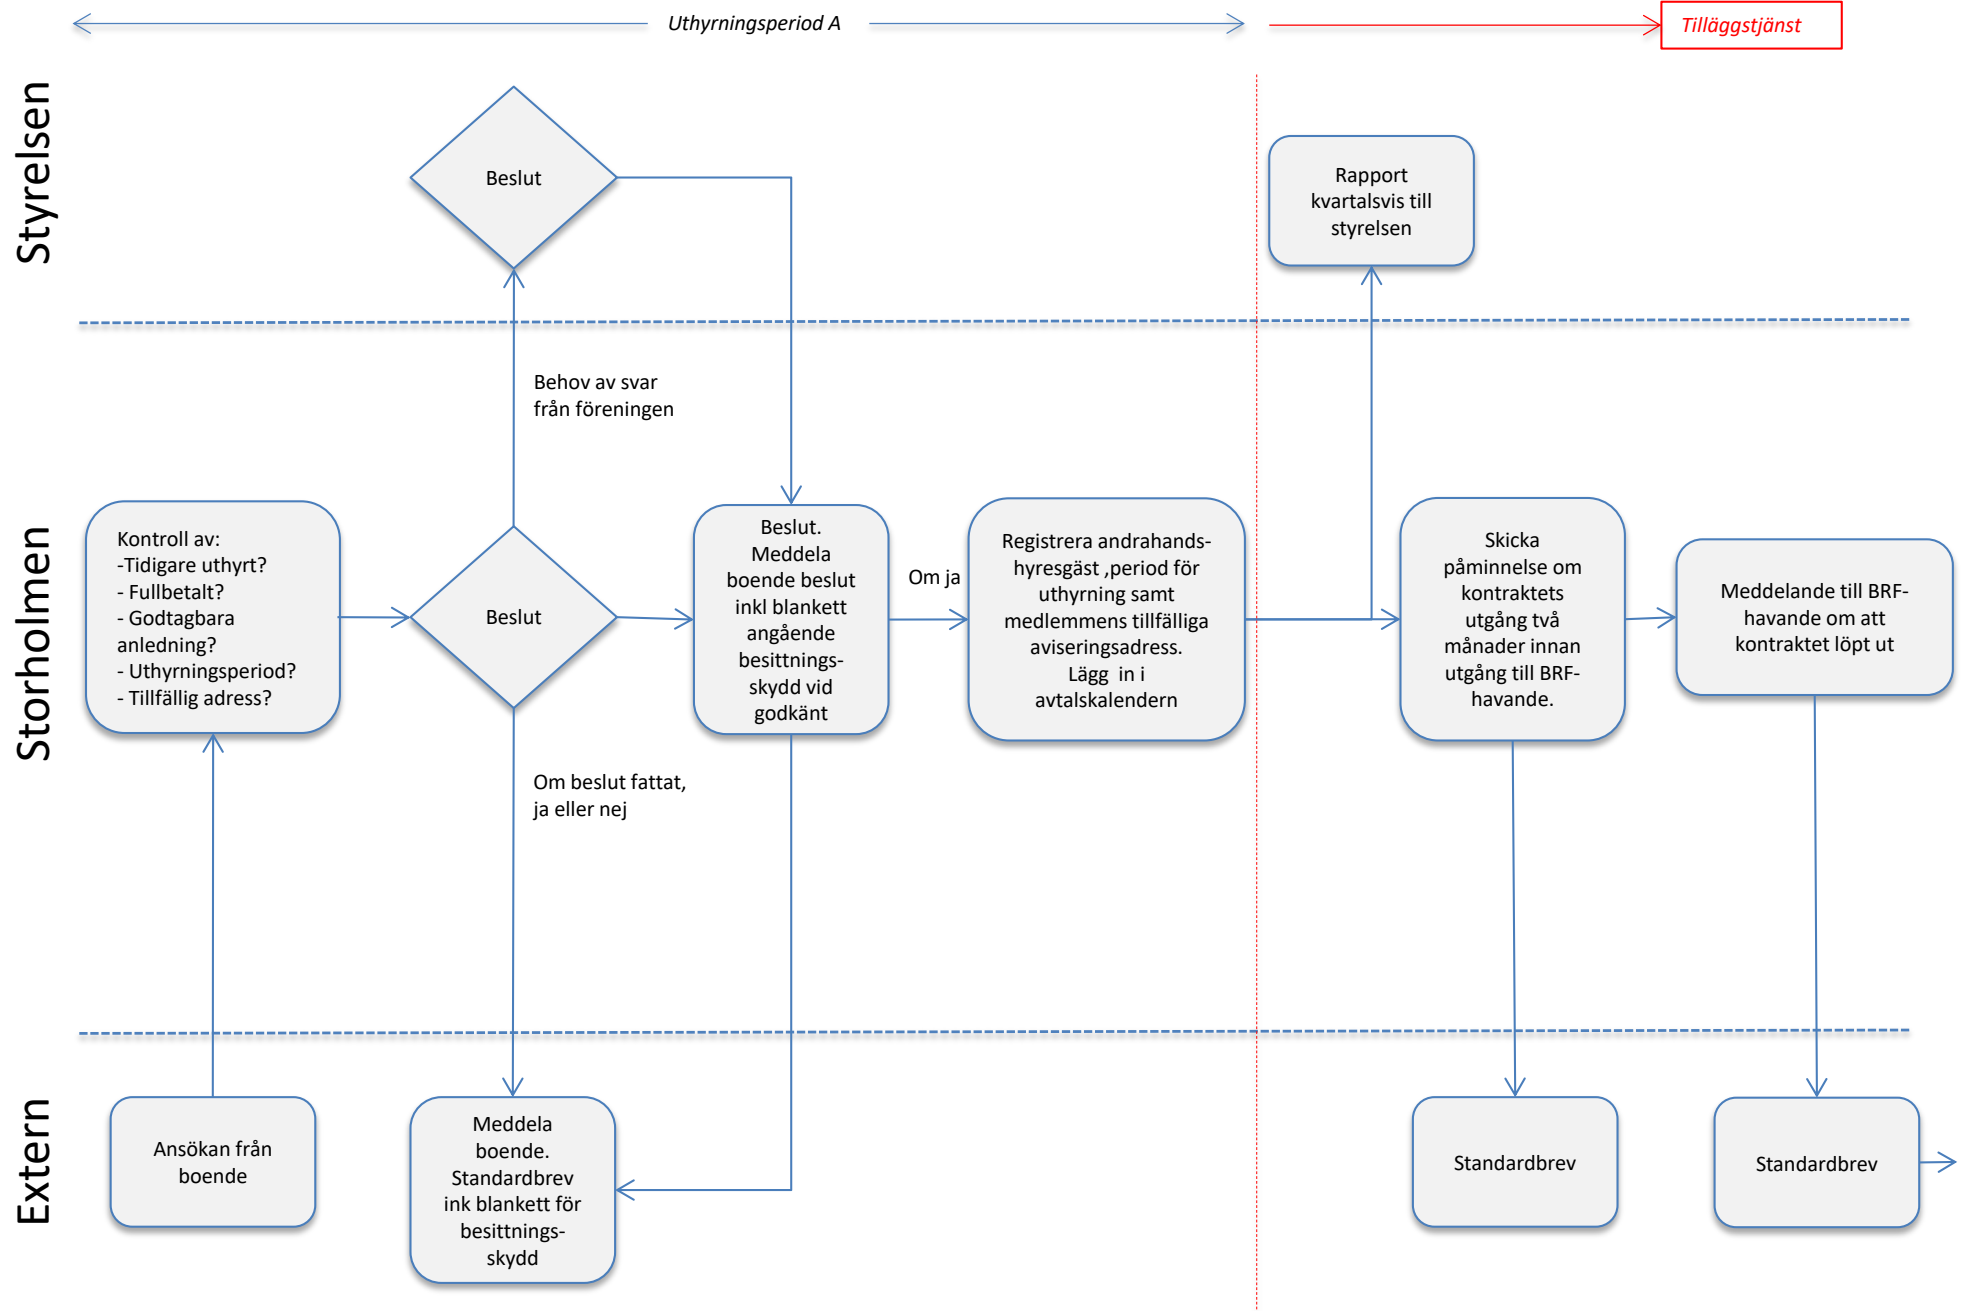 Uthyrningsperiod A
Tilläggstjänst
Styrelsen
Beslut
Rapport
kvartalsvis till
styrelsen
Behov av svar
från föreningen
Storholmen
Kontroll av:
-Tidigare uthyrt?
- Fullbetalt?
- Godtagbara
anledning?
- Uthyrningsperiod?
- Tillfällig adress?
Beslut
Beslut.
Meddela
boende beslut
inkl blankett
angående
besittnings-
skydd vid
godkänt
Om ja
Registrera andrahands-
hyresgäst ,period för
uthyrning samt
medlemmens tillfälliga
aviseringsadress.
Lägg  in i
avtalskalendern
Skicka
påminnelse om
kontraktets
utgång två
månader innan
utgång till BRF-
havande.
Meddelande till BRF-
havande om att
kontraktet löpt ut
Om beslut fattat,
ja eller nej
Extern
Ansökan från
boende
Meddela
boende.
Standardbrev
ink blankett för
besittnings-
skydd
Standardbrev
Standardbrev